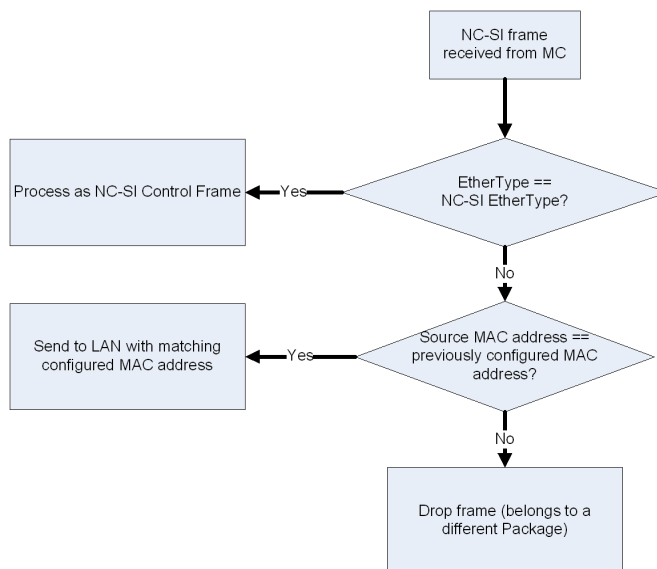 NC-SI frame
received from MC
EtherType ==
NC-SI EtherType?
Yes
Process as NC-SI Control Frame
No
Source MAC address ==
previously configured MAC
address?
Yes
Send to LAN with matching
configured MAC address
No
Drop frame (belongs to a
different Package)